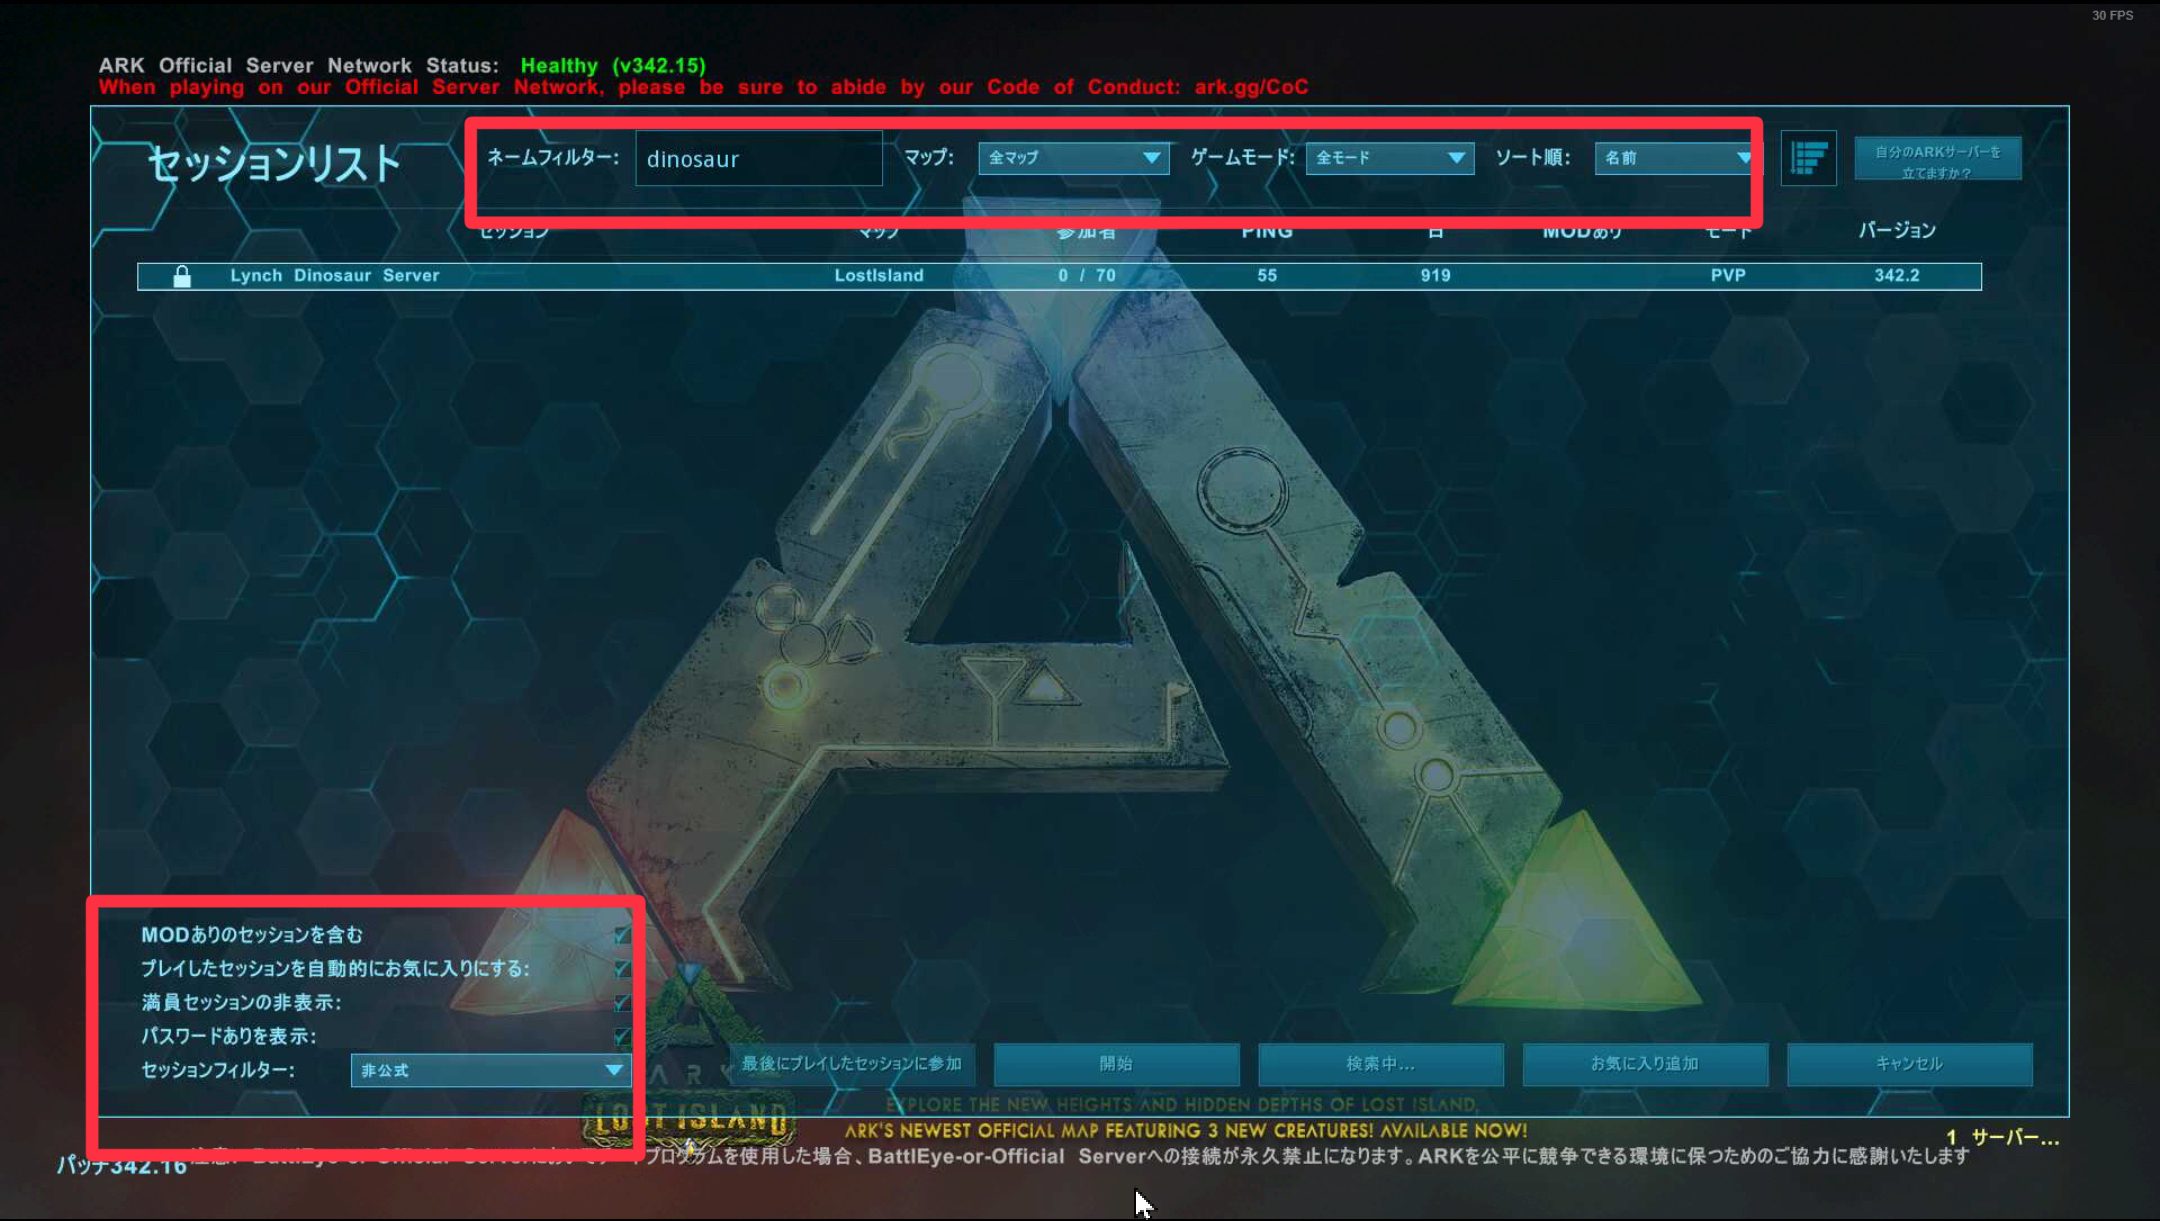 30 FPS
ARK Official Server Network Status: Healthy (v342.15)
When playing on our Official Server Network, please be sure to abide by our Code of Conduct: ark.gg/CoC
セッションリスト
ネームフィルター: dinosaur マップ: 全マップ ゲームモード: 全モード ソート順: 名前
自分のARKサーバーを
立てますか？
セッション マップ 参加者 PING 日 MODあり モード バージョン
Lynch Dinosaur Server LostIsland 0 / 70 55 919 PVP 342.2
MODありのセッションを含む
プレイしたセッションを自動的にお気に入りにする:
満員セッションの非表示:
パスワードありを表示:
セッションフィルター: 非公式
最後にプレイしたセッションに参加 開始 検索中... お気に入り追加 キャンセル
ARK
LOST ISLAND
EXPLORE THE NEW HEIGHTS AND HIDDEN DEPTHS OF LOST ISLAND,
ARK'S NEWEST OFFICIAL MAP FEATURING 3 NEW CREATURES! AVAILABLE NOW!
1 サーバー...
パッチ342.16
プログラムを使用した場合、BattlEye-or-Official Serverへの接続が永久禁止になります。ARKを公平に競争できる環境に保つためのご協力に感謝いたします